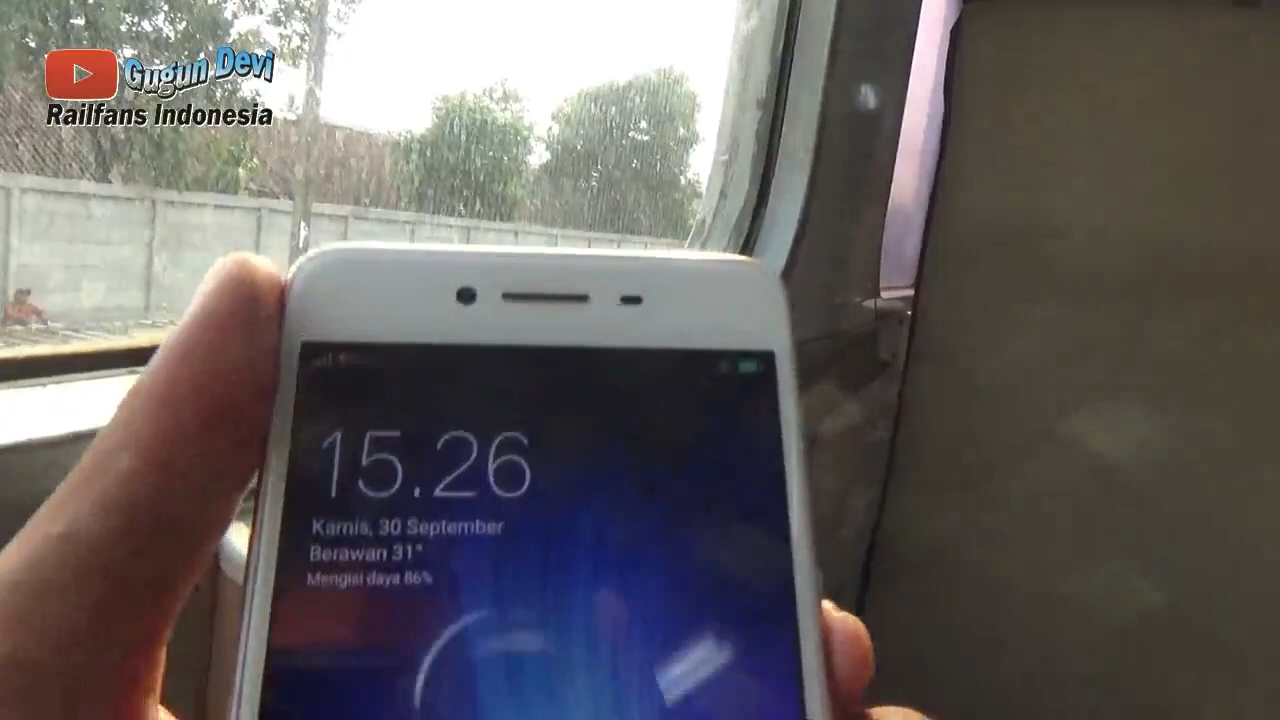 Gugun Devi
Railfans Indonesia
15.26
Kamis, 30 September
Berawan 31°
Mengisi daya 86%